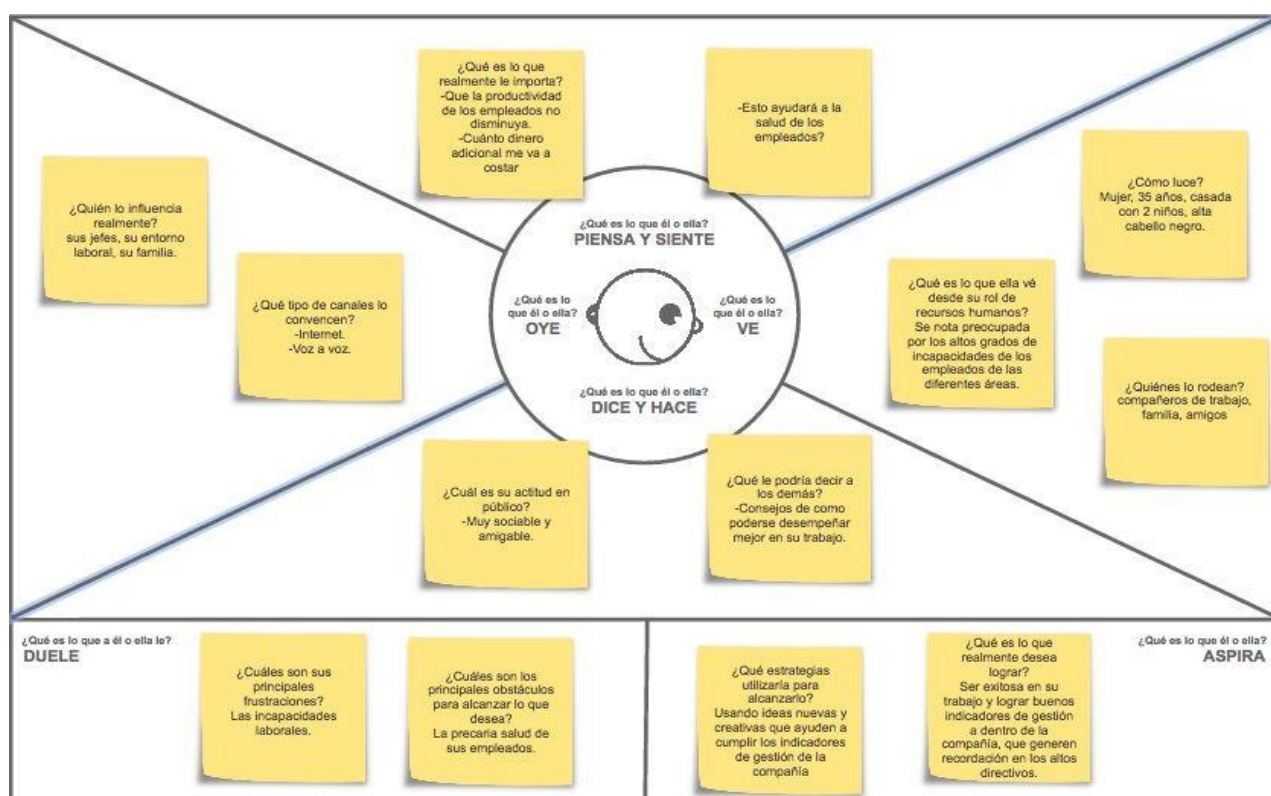 ¿Qué es lo que
realmente le importa?
-Que la productividad
de los empleados no
disminuya.
-Cuánto dinero
adicional me va a
costar
-Esto ayudará a la
salud de los
empleados?
¿Quién lo influencia
realmente?
sus jefes, su entorno
laboral, su familia.
¿Qué tipo de canales lo
convencen?
-Internet.
-Voz a voz.
¿Qué es lo que él o ella?
PIENSA Y SIENTE
¿Qué es lo
que él o ella?
OYE
¿Qué es lo
que él o ella?
VE
¿Qué es lo que él o ella?
DICE Y HACE
¿Cómo luce?
Mujer, 35 años, casada
con 2 niños, alta
cabello negro.
¿Qué es lo que ella vé
desde su rol de
recursos humanos?
Se nota preocupada
por los altos grados de
incapacidades de los
empleados de las
diferentes áreas.
¿Quiénes lo rodean?
compañeros de trabajo,
familia, amigos
¿Cuál es su actitud en
público?
-Muy sociable y
amigable.
¿Qué le podría decir a
los demás?
-Consejos de como
poderse desempeñar
mejor en su trabajo.
¿Qué es lo que a él o ella le?
DUELE
¿Cuáles son sus
principales
frustraciones?
Las incapacidades
laborales.
¿Cuáles son los
principales obstáculos
para alcanzar lo que
desea?
La precaria salud de
sus empleados.
¿Qué estrategias
utilizaría para
alcanzarlo?
Usando ideas nuevas y
creativas que ayuden a
cumplir los indicadores
de gestión de la
compañía
¿Qué es lo que
realmente desea
lograr?
Ser exitosa en su
trabajo y lograr buenos
indicadores de gestión
a dentro de la
compañía, que generen
recordación en los altos
directivos.
¿Qué es lo que él o ella?
ASPIRA